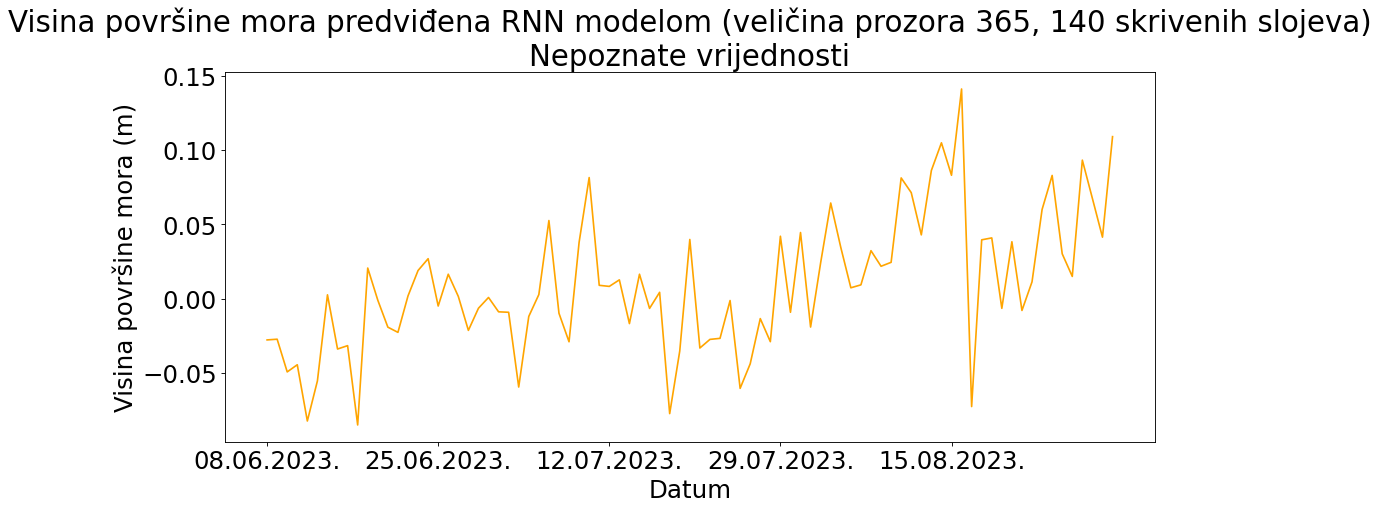 Visina površine mora predviđena RNN modelom (veličina prozora 365, 140 skrivenih slojeva)
Nepoznate vrijednosti
Visina površine mora (m)
0.15
0.10
0.05
0.00
−0.05
08.06.2023. 25.06.2023. 12.07.2023. 29.07.2023. 15.08.2023.
Datum